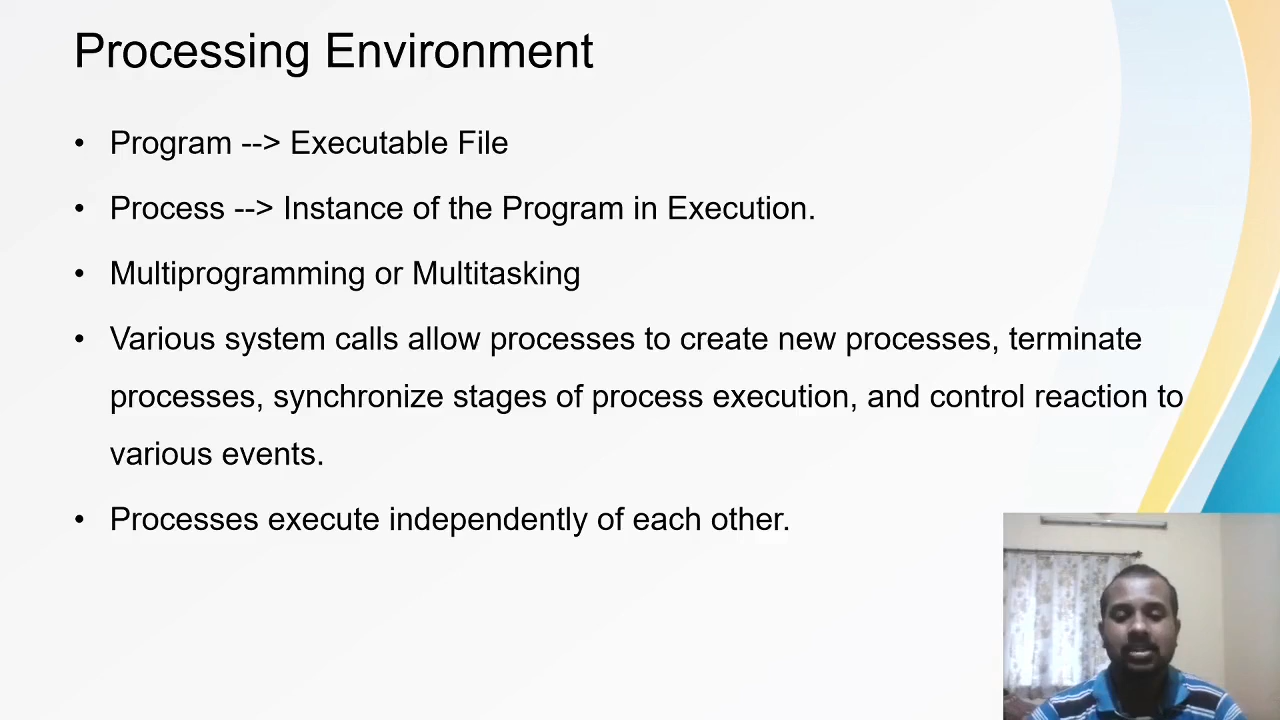 Processing Environment
• Program --> Executable File
• Process --> Instance of the Program in Execution.
• Multiprogramming or Multitasking
• Various system calls allow processes to create new processes, terminate
processes, synchronize stages of process execution, and control reaction to
various events.
• Processes execute independently of each other.